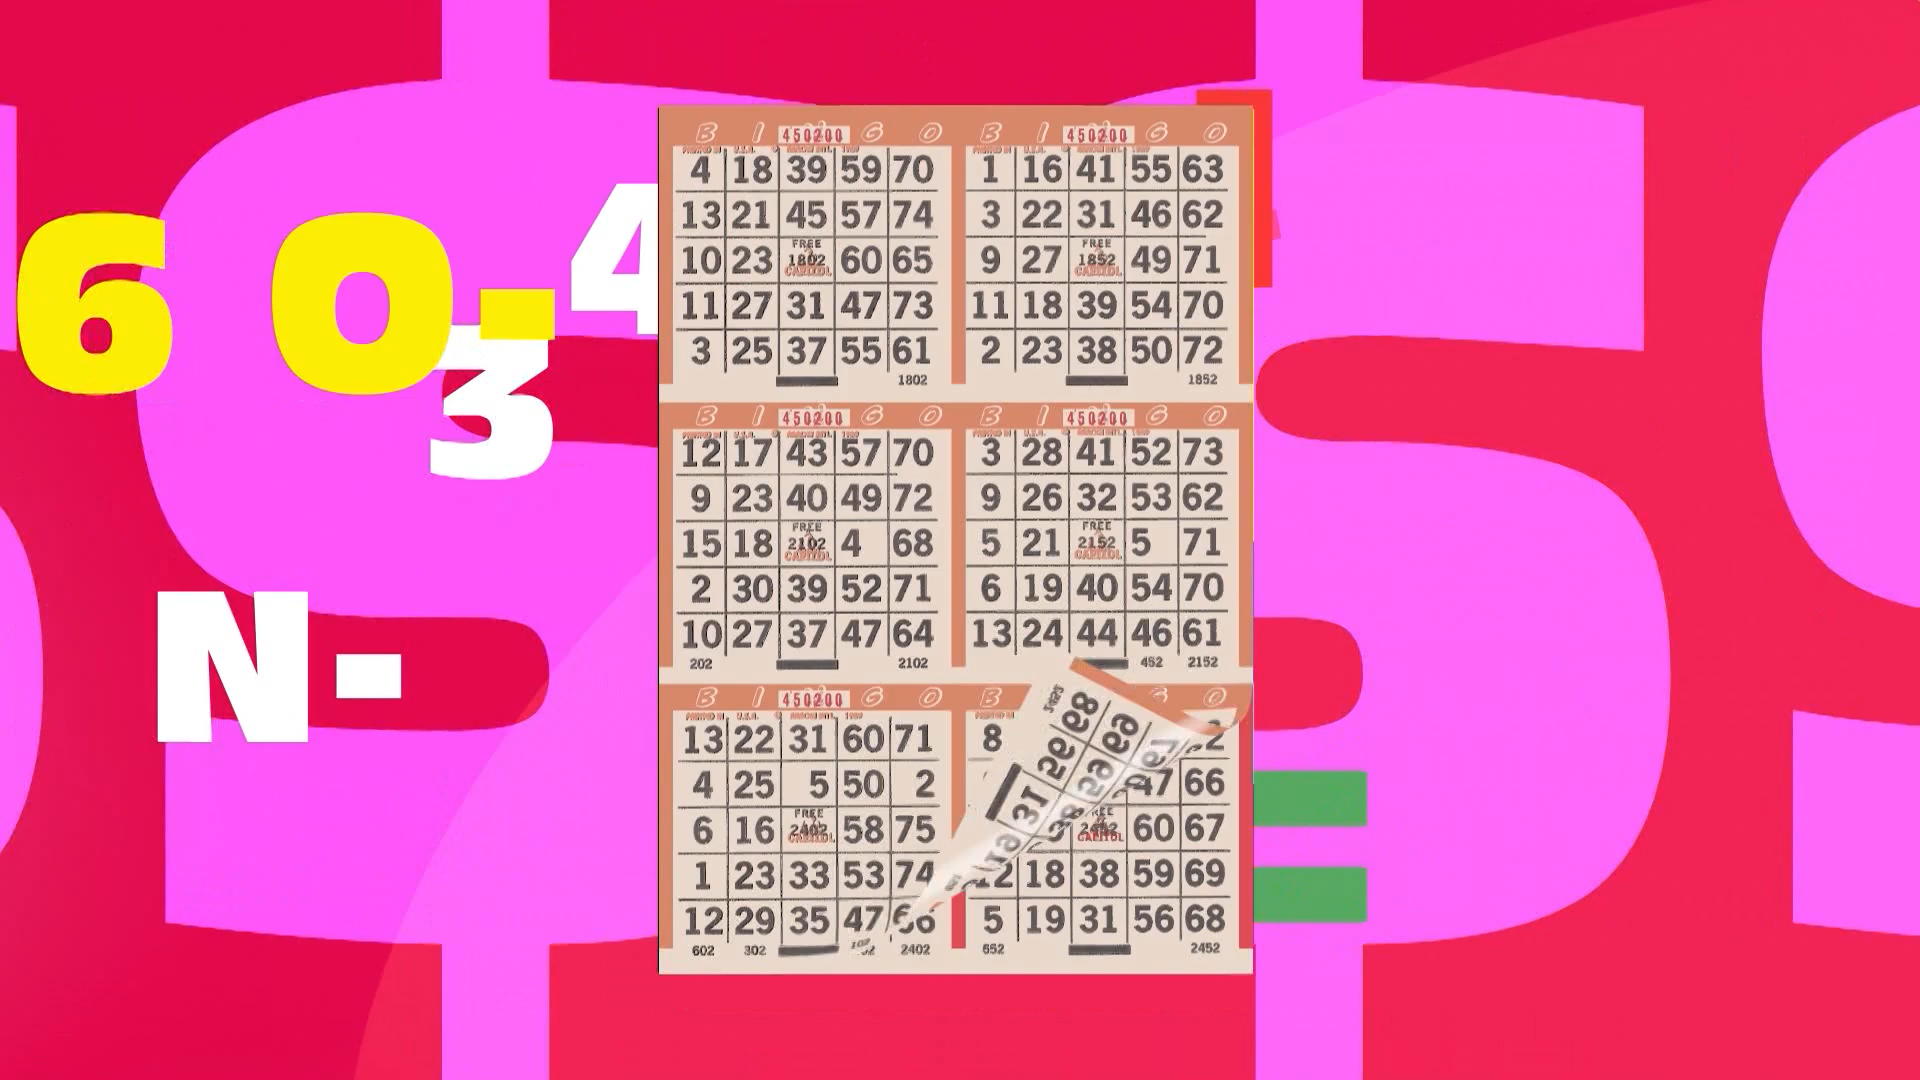 6 O-
4
3
N-
B I 450200 G O
4 18 39 59 70
13 21 45 57 74
FREE
10 23 1802 60 65
CAPITOL
11 27 31 47 73
3 25 37 55 61
1802
B I 450200 G O
1 16 41 55 63
3 22 31 46 62
FREE
9 27 1852 49 71
CAPITOL
11 18 39 54 70
2 23 38 50 72
1852
B I 450200 G O
12 17 43 57 70
9 23 40 49 72
FREE
15 18 2102 4 68
CAPITOL
2 30 39 52 71
10 27 37 47 64
202 2102
B I 450200 G O
3 28 41 52 73
9 26 32 53 62
FREE
5 21 2152 5 71
CAPITOL
6 19 40 54 70
13 24 44 46 61
452 2152
B I 450200 G O
13 22 31 60 71
4 25 5 50 2
FREE
6 16 2402 58 75
CAPITOL
1 23 33 53 74
12 29 35 47 66
602 302 2402
B G O
8
47 66
60 67
CAPITOL
12 18 38 59 69
5 19 31 56 68
652 2452